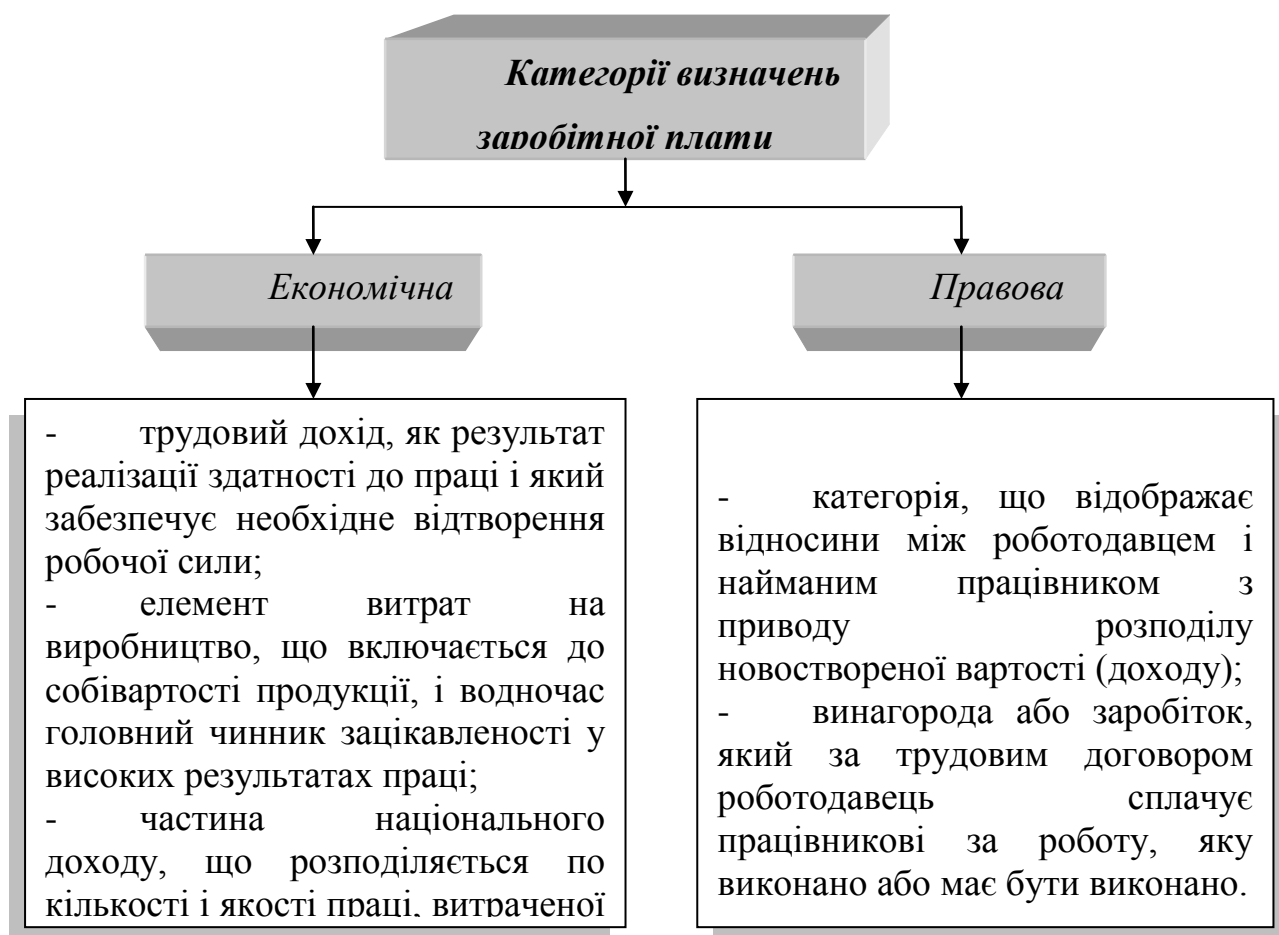 Категорії визначень
заробітної плати
Економічна
Правова
- трудовий дохід, як результат
реалізації здатності до праці і який
забезпечує необхідне відтворення
робочої сили;
- елемент витрат на
виробництво, що включається до
собівартості продукції, і водночас
головний чинник зацікавленості у
високих результатах праці;
- частина національного
доходу, що розподіляється по
кількості і якості праці, витраченої
- категорія, що відображає
відносини між роботодавцем і
найманим працівником з
приводу розподілу
новоствореної вартості (доходу);
- винагорода або заробіток,
який за трудовим договором
роботодавець сплачує
працівникові за роботу, яку
виконано або має бути виконано.